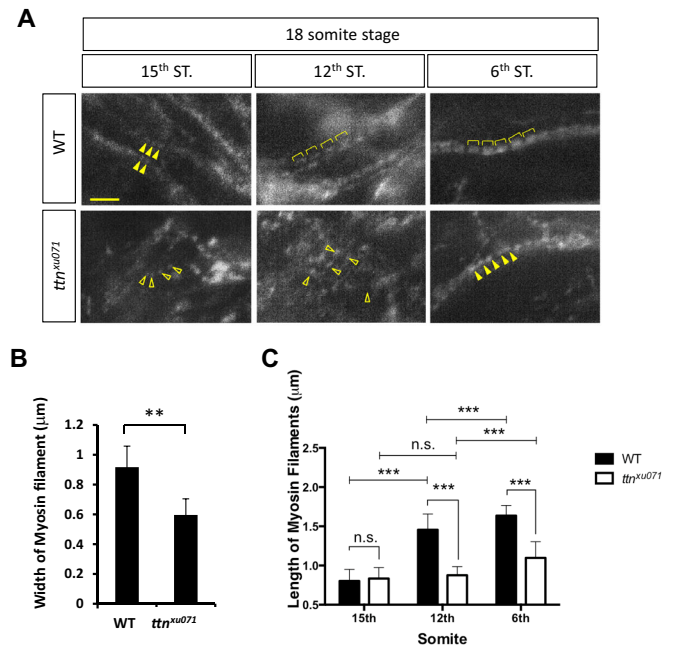 A
18 somite stage
15th ST.
12th ST.
6th ST.
WT
ttnxu071
B
Width of Myosin filament (μm)
1.2
1
0.8
0.6
0.4
0.2
0
**
WT
ttnxu071
C
Length of Myosin Filaments (μm)
2.5
2.0
1.5
1.0
0.5
***
n.s.
***
***
***
***
n.s.
WT
ttnxu071
15th
12th
6th
Somite